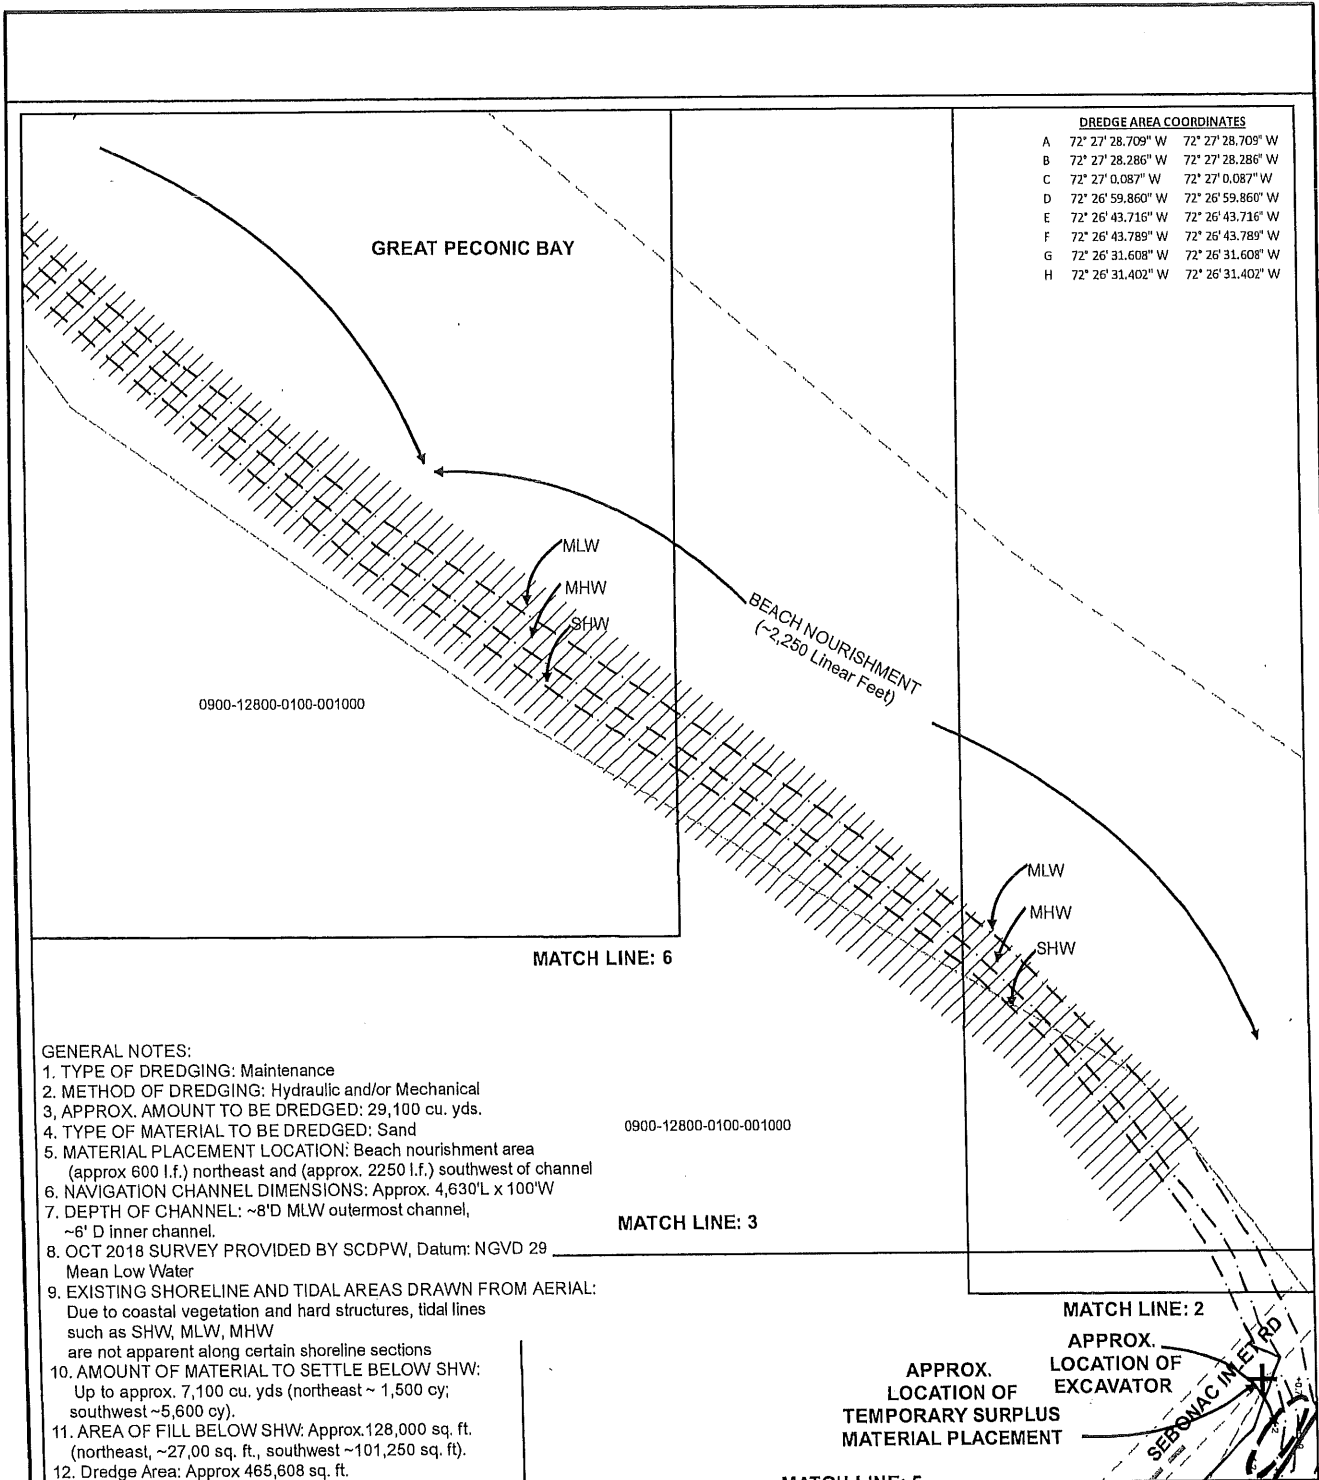 DREDGE AREA COORDINATES
A 72° 27' 28.709" W 72° 27' 28.709" W
B 72° 27' 28.286" W 72° 27' 28.286" W
C 72° 27' 0.087" W 72° 27' 0.087" W
D 72° 26' 59.860" W 72° 26' 59.860" W
E 72° 26' 43.716" W 72° 26' 43.716" W
F 72° 26' 43.789" W 72° 26' 43.789" W
G 72° 26' 31.608" W 72° 26' 31.608" W
H 72° 26' 31.402" W 72° 26' 31.402" W
GREAT PECONIC BAY
MLW
MHW
SHW
BEACH NOURISHMENT
(~2,250 Linear Feet)
0900-12800-0100-001000
MLW
MHW
SHW
MATCH LINE: 6
GENERAL NOTES:
1. TYPE OF DREDGING: Maintenance
2. METHOD OF DREDGING: Hydraulic and/or Mechanical
3, APPROX. AMOUNT TO BE DREDGED: 29,100 cu. yds.
4. TYPE OF MATERIAL TO BE DREDGED: Sand
5. MATERIAL PLACEMENT LOCATION: Beach nourishment area
(approx 600 l.f.) northeast and (approx. 2250 l.f.) southwest of channel
6. NAVIGATION CHANNEL DIMENSIONS: Approx. 4,630'L x 100'W
7. DEPTH OF CHANNEL: ~8'D MLW outermost channel,
~6' D inner channel.
8. OCT 2018 SURVEY PROVIDED BY SCDPW, Datum: NGVD 29
Mean Low Water
9. EXISTING SHORELINE AND TIDAL AREAS DRAWN FROM AERIAL:
Due to coastal vegetation and hard structures, tidal lines
such as SHW, MLW, MHW
are not apparent along certain shoreline sections
10. AMOUNT OF MATERIAL TO SETTLE BELOW SHW:
Up to approx. 7,100 cu. yds (northeast ~ 1,500 cy;
southwest ~5,600 cy).
11. AREA OF FILL BELOW SHW: Approx.128,000 sq. ft.
(northeast, ~27,00 sq. ft., southwest ~101,250 sq. ft).
12. Dredge Area: Approx 465,608 sq. ft.
0900-12800-0100-001000
MATCH LINE: 3
MATCH LINE: 2
APPROX.
LOCATION OF
EXCAVATOR
APPROX.
LOCATION OF
TEMPORARY SURPLUS
MATERIAL PLACEMENT
SEBONAC INLET RD
MATCH LINE: 5